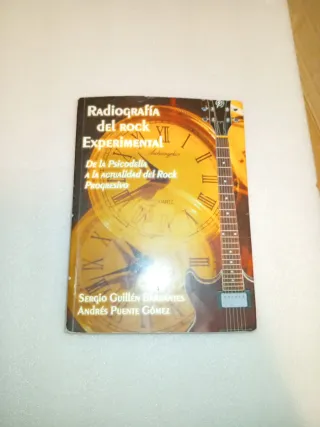 Radiografía
del rock
Experimental
De la Psicodelia
a la actualidad del Rock
Progresivo
Sergio Guillén
Andrés Puente Gómez